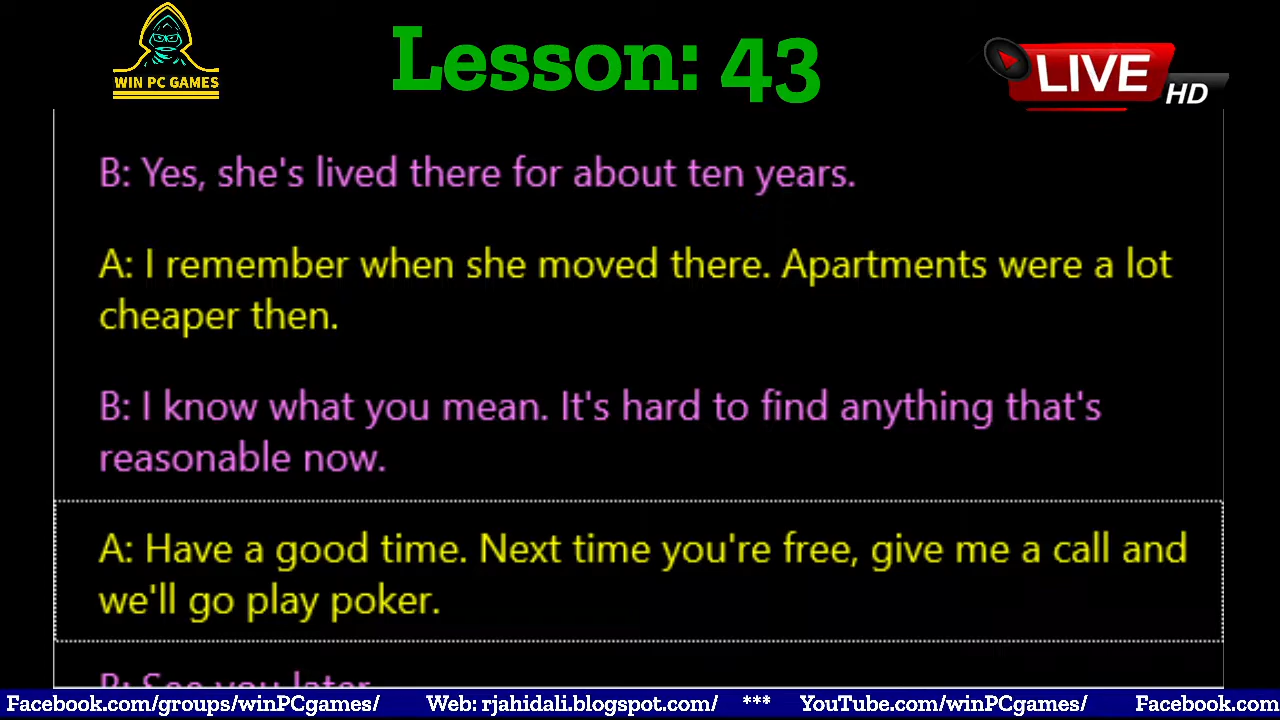 WIN PC GAMES
Lesson: 43
LIVE
HD
B: Yes, she's lived there for about ten years.
A: I remember when she moved there. Apartments were a lot
cheaper then.
B: I know what you mean. It's hard to find anything that's
reasonable now.
A: Have a good time. Next time you're free, give me a call and
we'll go play poker.
B: See you later
Facebook.com/groups/winPCgames/ Web: rjahidali.blogspot.com/ *** YouTube.com/winPCgames/ Facebook.com